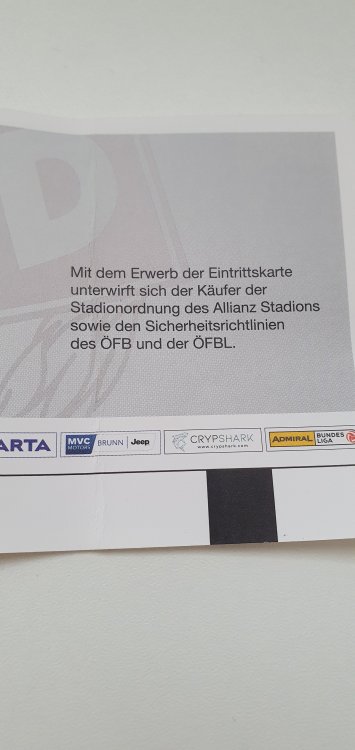 D
Mit dem Erwerb der Eintrittskarte
unterwirft sich der Käufer der
Stadionordnung des Allianz Stadions
sowie den Sicherheitsrichtlinien
des ÖFB und der ÖFBL.
ARTA
MVC
MOTORS
BRUNN
Jeep
CRYPSHARK
www.crypshark.com
ADMIRAL
BUNDES
LIGA